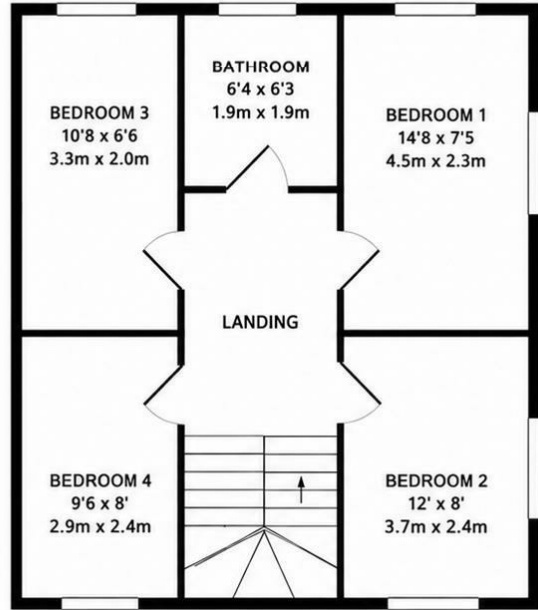 BATHROOM
6'4 x 6'3
1.9m x 1.9m
BEDROOM 3
10'8 x 6'6
3.3m x 2.0m
BEDROOM 1
14'8 x 7'5
4.5m x 2.3m
LANDING
BEDROOM 4
9'6 x 8'
2.9m x 2.4m
BEDROOM 2
12' x 8'
3.7m x 2.4m